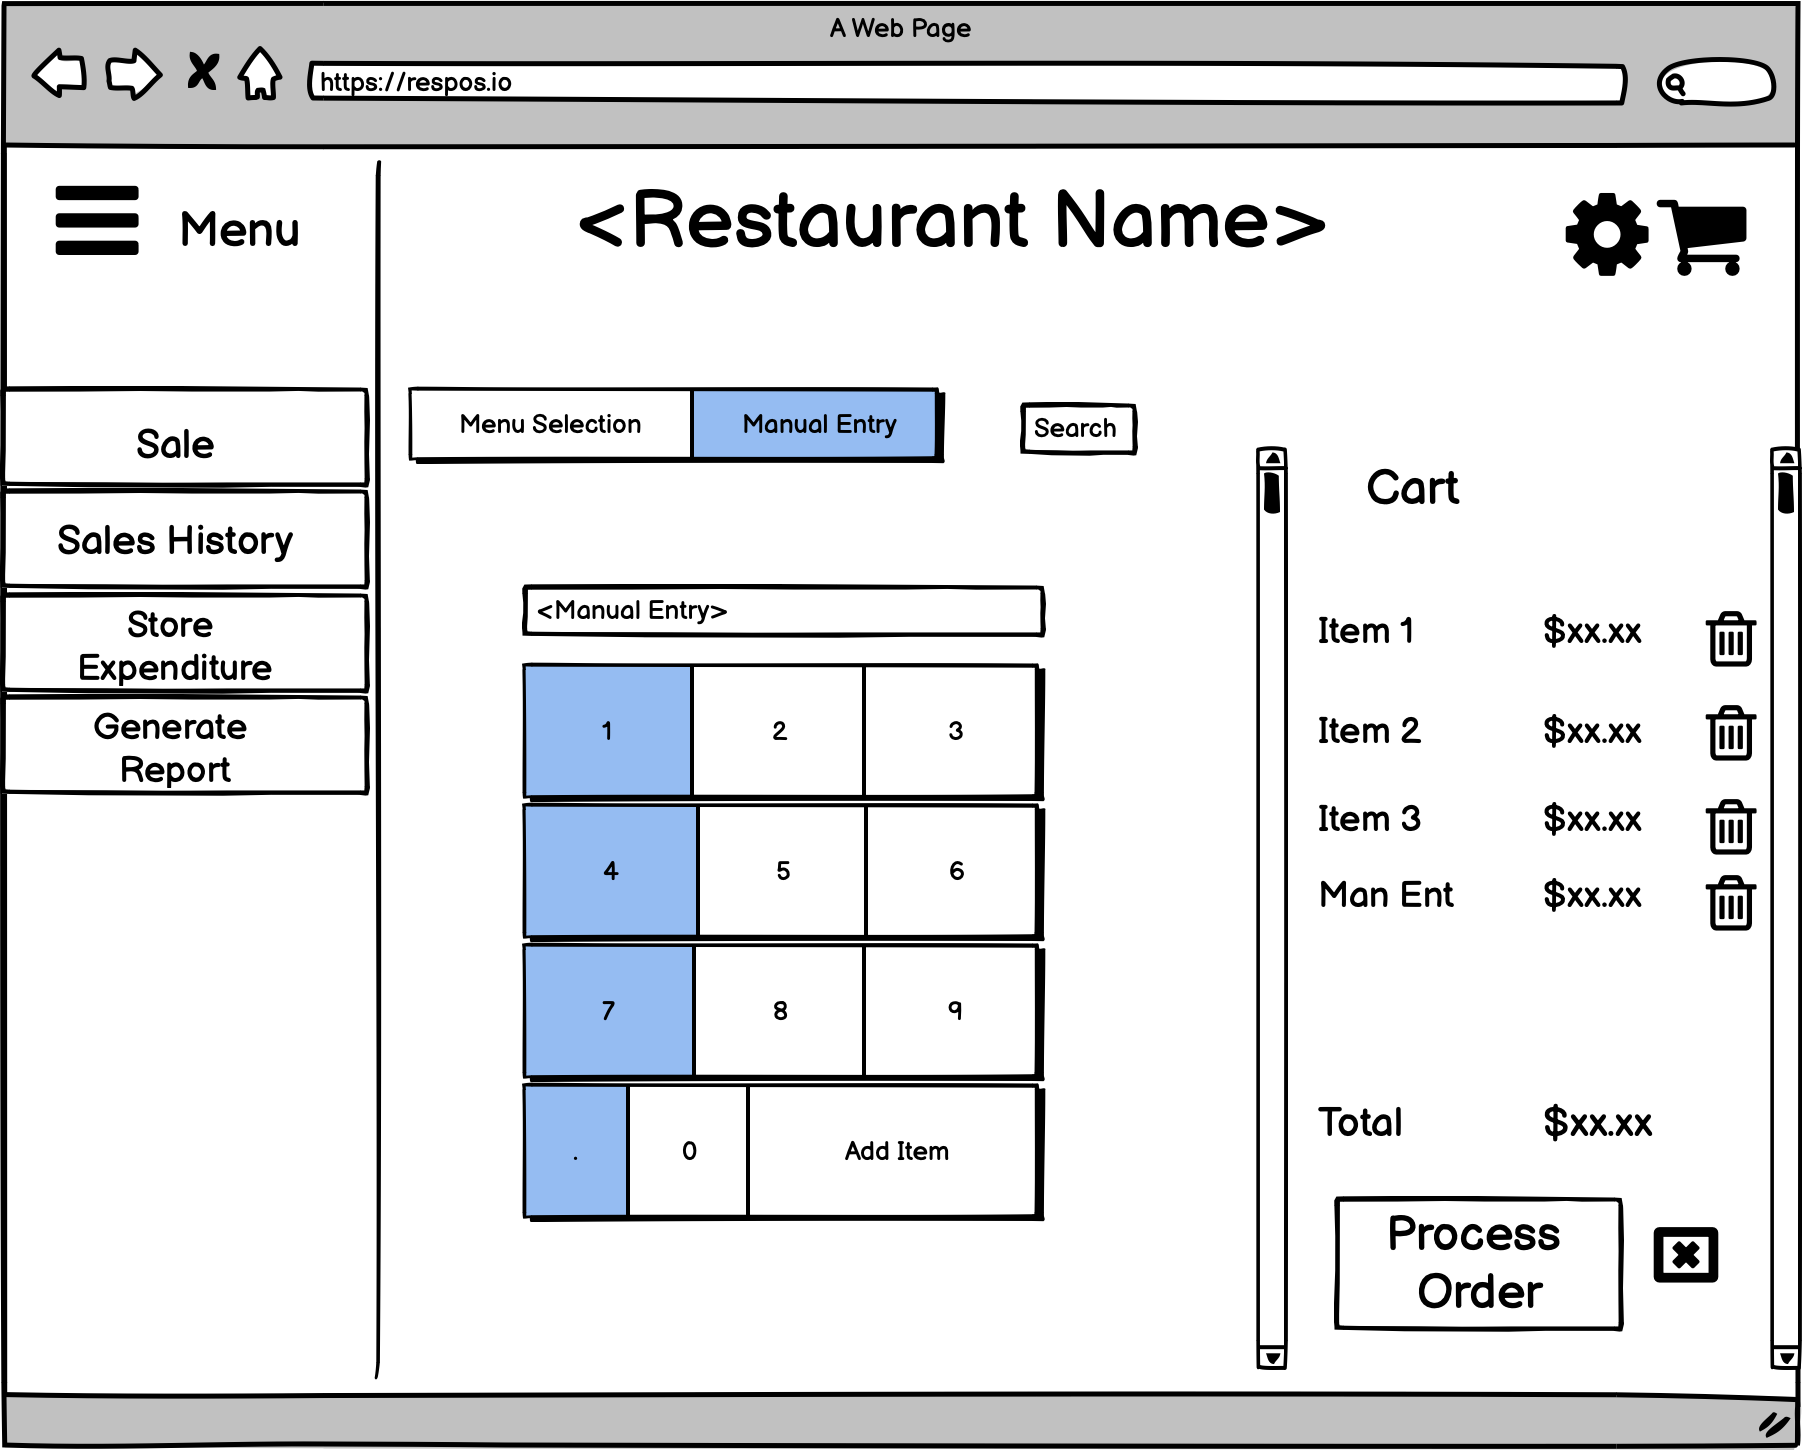 A Web Page
https://respos.io
Menu
<Restaurant Name>
Sale
Sales History
Store
Expenditure
Generate
Report
Menu Selection
Manual Entry
Search
<Manual Entry>
1 2 3
4 5 6
7 8 9
. 0 Add Item
Cart
Item 1 $xx.xx
Item 2 $xx.xx
Item 3 $xx.xx
Man Ent $xx.xx
Total $xx.xx
Process
Order